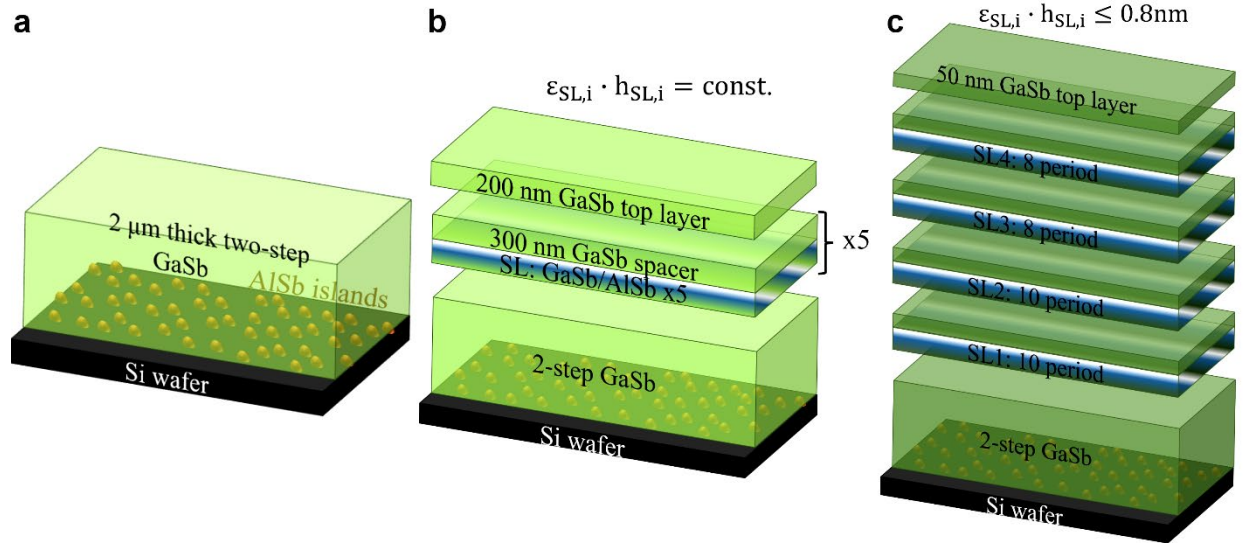 a
2 μm thick two-step
GaSb
AlSb islands
Si wafer
b
εSL,i · hSL,i = const.
200 nm GaSb top layer
300 nm GaSb spacer
SL: GaSb/AlSb x5
x5
2-step GaSb
Si wafer
c
εSL,i · hSL,i ≤ 0.8nm
50 nm GaSb top layer
SL4: 8 period
SL3: 8 period
SL2: 10 period
SL1: 10 period
2-step GaSb
Si wafer